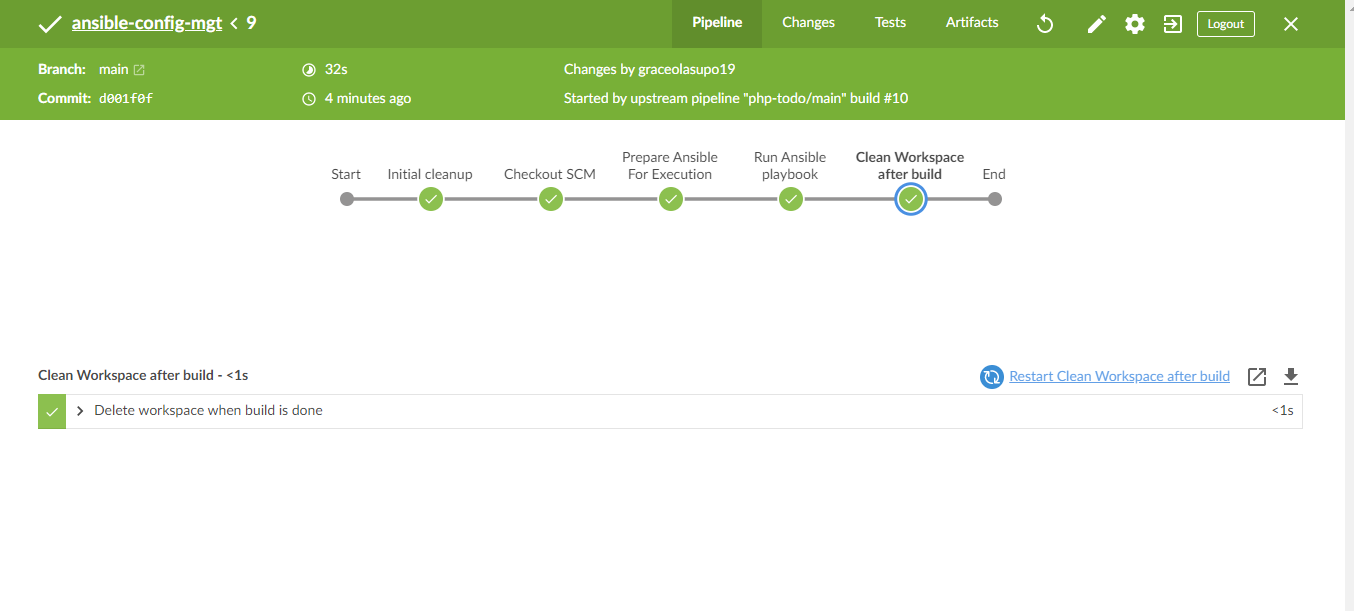 ansible-config-mgt < 9
Pipeline Changes Tests Artifacts Logout
Branch: main 32s Changes by graceolasupo19
Commit: d001f0f 4 minutes ago Started by upstream pipeline "php-todo/main" build #10
Start
Initial cleanup
Checkout SCM
Prepare Ansible
For Execution
Run Ansible
playbook
Clean Workspace
after build
End
Clean Workspace after build - <1s
Restart Clean Workspace after build
Delete workspace when build is done <1s